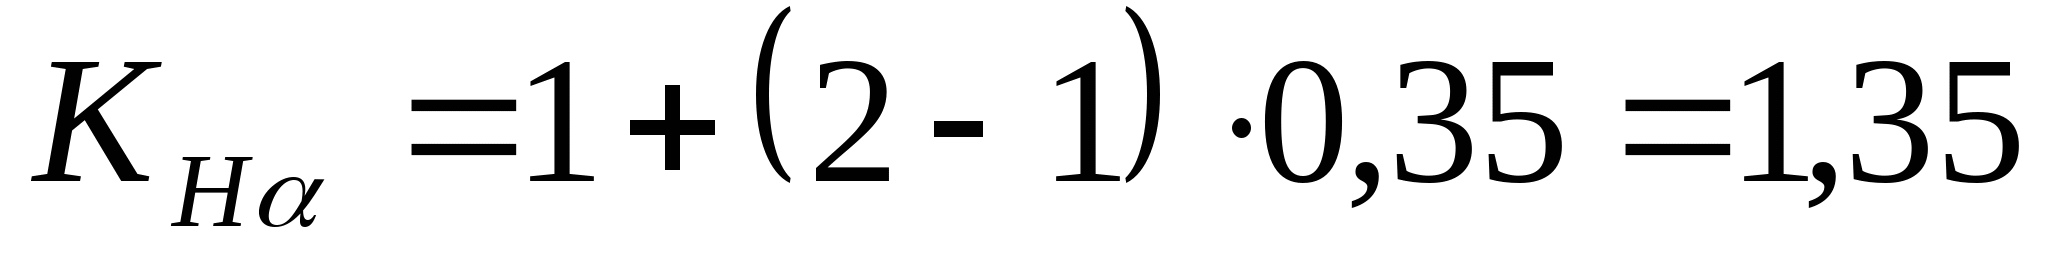 K_{Hα} = 1 + (2 - 1) · 0,35 = 1,35